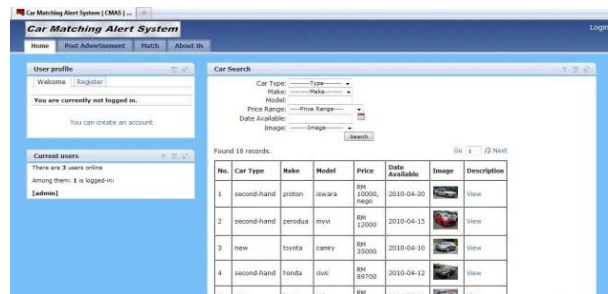 Car Matching Alert System | CMAS | ...
Car Matching Alert System
Login
Home Post Advertisement Match About Us
User profile
Welcome Register
You are currently not logged in.
You can create an account
Current users
There are 3 users online
Among them: 1 is logged-in:
[admin]
Car Search
Car Type: --------Type-------
Make: --------Make-------
Model:
Price Range: ----Price Range----
Date Available:
Image: -------Image-------
Search
Found 16 records.
Go 1 /2 Next
No. Car Type Make Model Price Date Available Image Description
1 second-hand proton iswara RM 10000, nego 2010-04-20 View
2 second-hand perodua myvi RM 12000 2010-04-15 View
3 new toyota camry RM 35000 2010-04-10 View
4 second-hand honda civic RM 89700 2010-04-12 View
RM